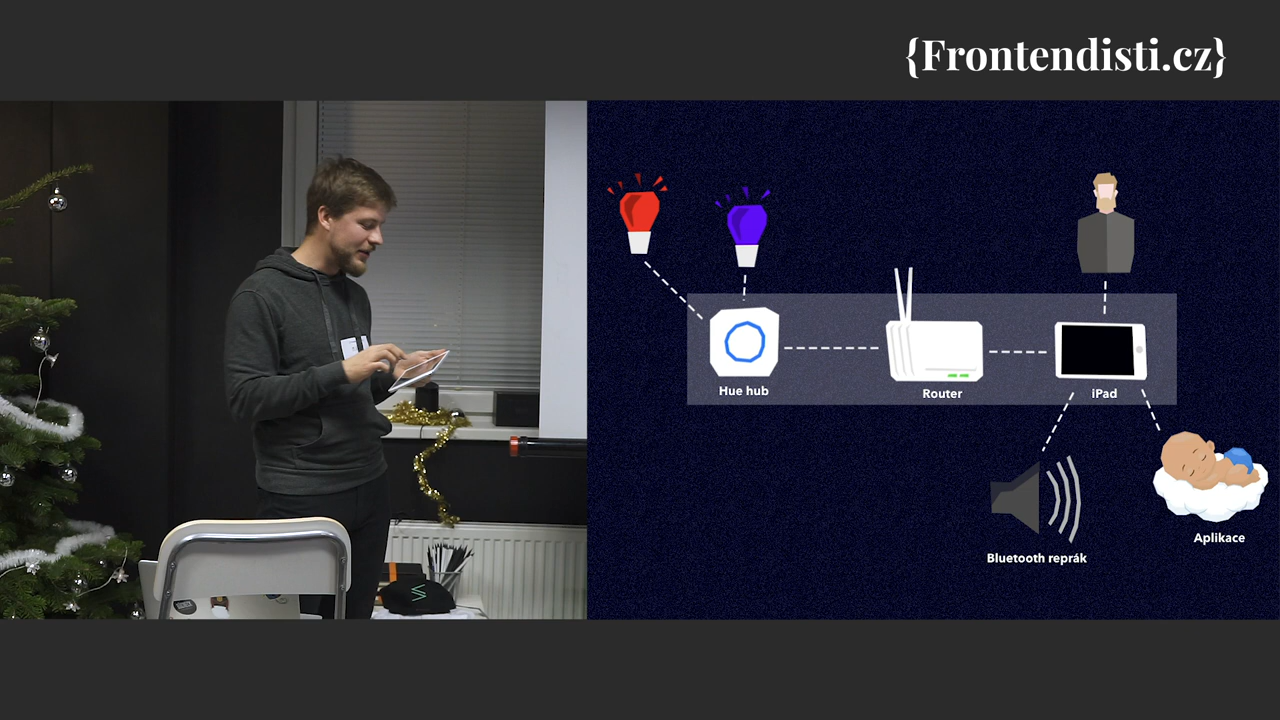 {Frontendisti.cz}
Hue hub
Router
iPad
Bluetooth reprák
Aplikace